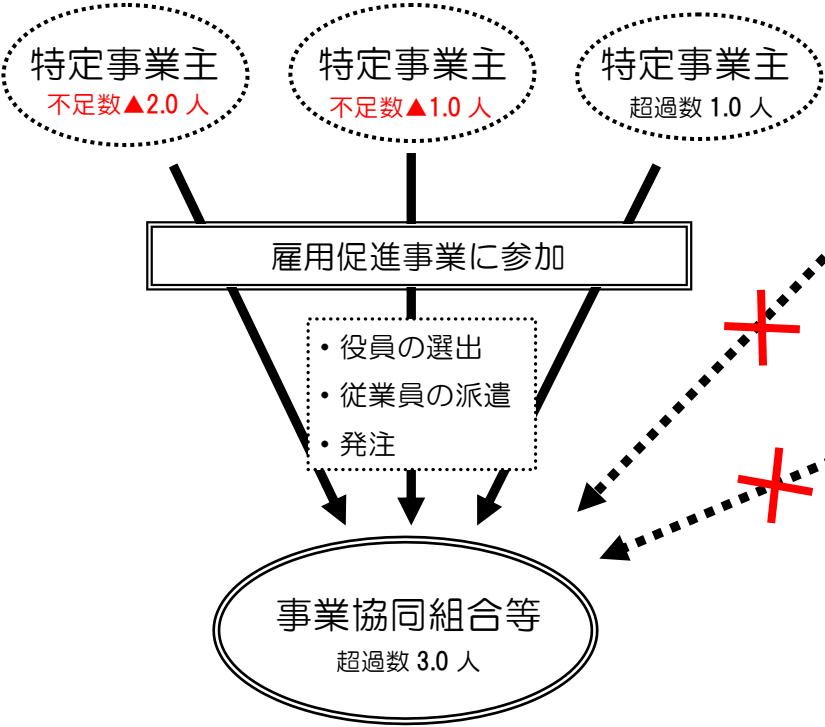 特定事業主
不足数▲2.0 人
特定事業主
不足数▲1.0 人
特定事業主
超過数 1.0 人
雇用促進事業に参加
・役員の選出
・従業員の派遣
・発注
事業協同組合等
超過数 3.0 人